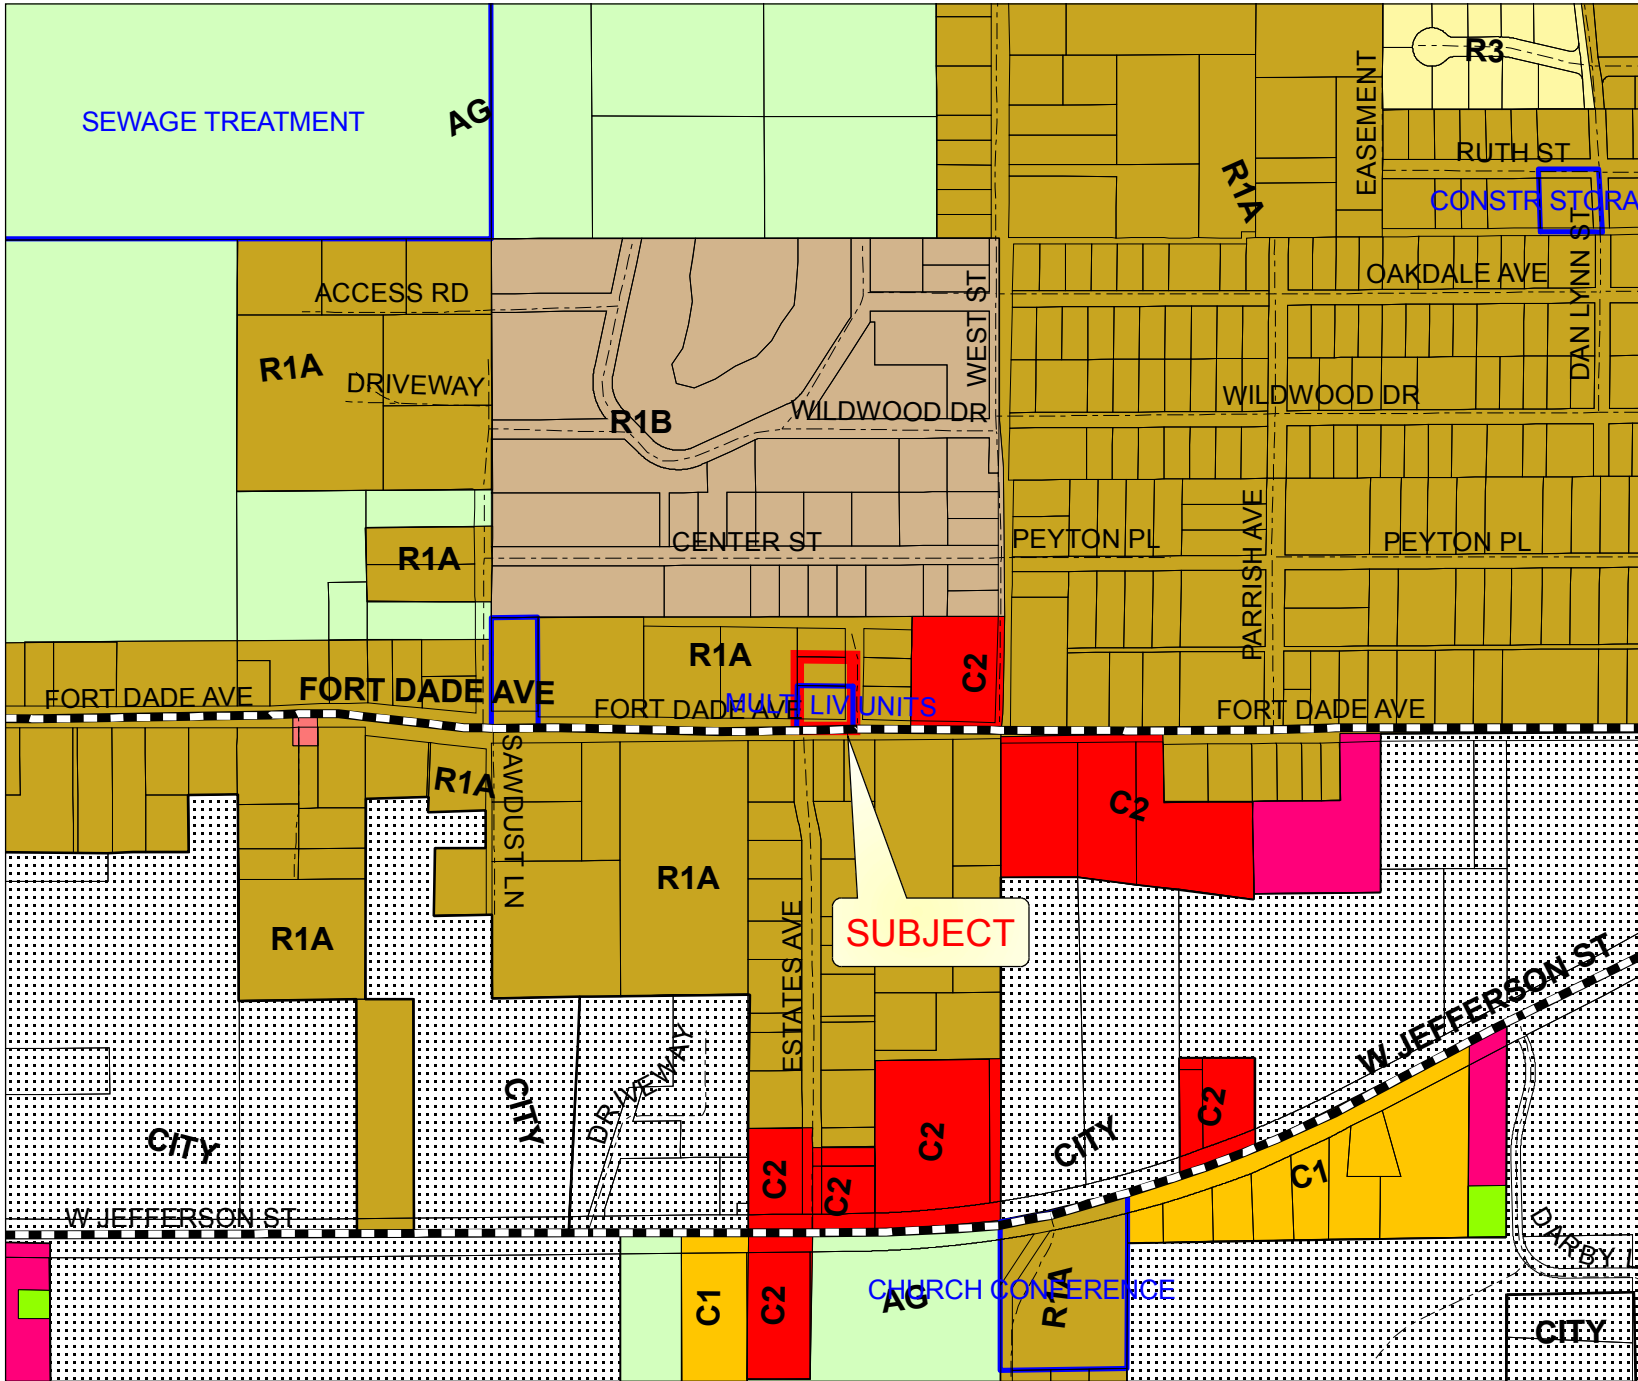 R3
SEWAGE TREATMENT
AG
EASEMENT
RUTH ST
R1A
CONSTR STORA
DAN LYNN ST
OAKDALE AVE
ACCESS RD
WEST ST
R1A
DRIVEWAY
R1B
WILDWOOD DR
WILDWOOD DR
CENTER ST
PEYTON PL
PEYTON PL
PARRISH AVE
R1A
R1A
C2
FORT DADE AVE
FORT DADE AVE
FORT DADE AVE
MULTI LIV UNITS
FORT DADE AVE
R1A
SAWDUST LN
C2
R1A
SUBJECT
R1A
ESTATES AVE
W JEFFERSON ST
DRIVEWAY
CITY
CITY
CITY
C2
C2
C2
C2
C1
W JEFFERSON ST
DARBY L
CHURCH CONFERENCE
AG
R1A
C1
C2
CITY